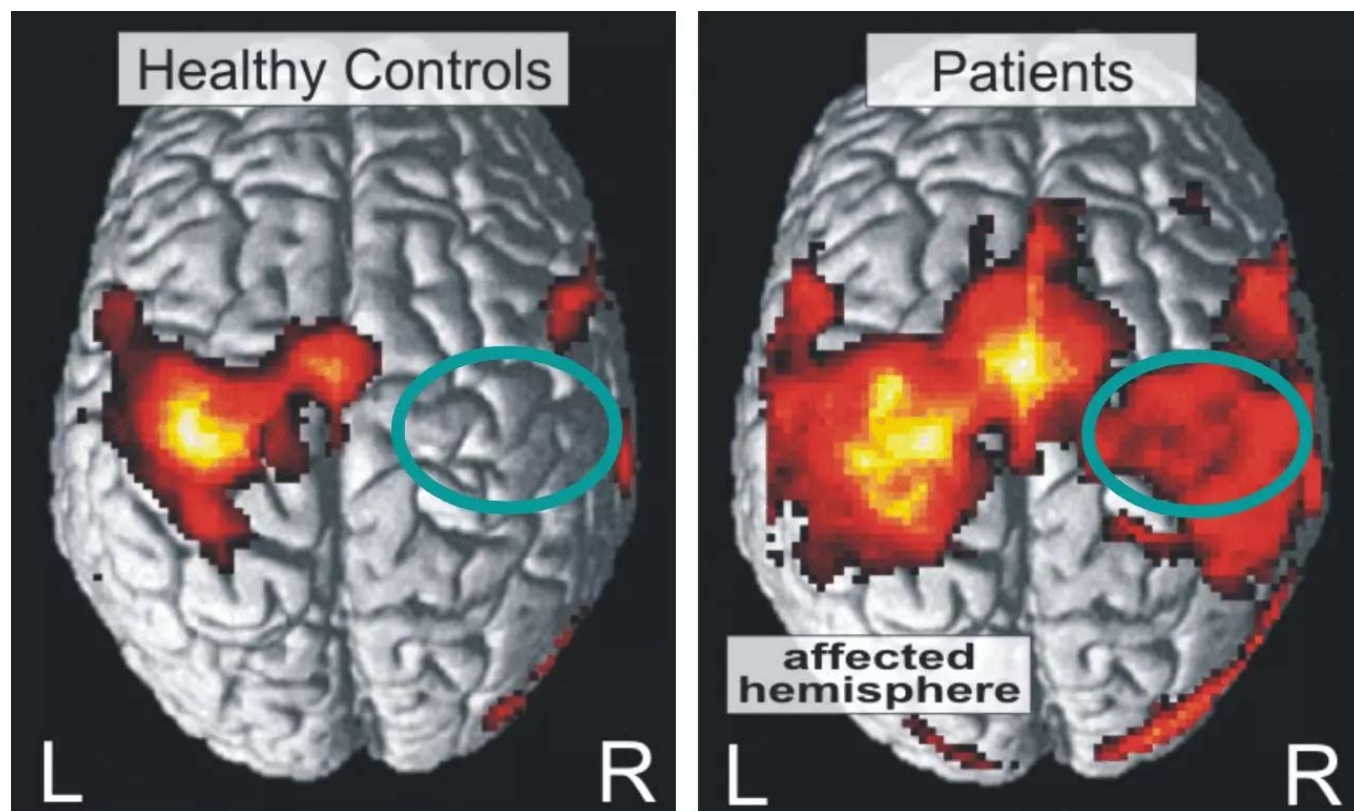 Healthy Controls
L
R
Patients
affected
hemisphere
L
R